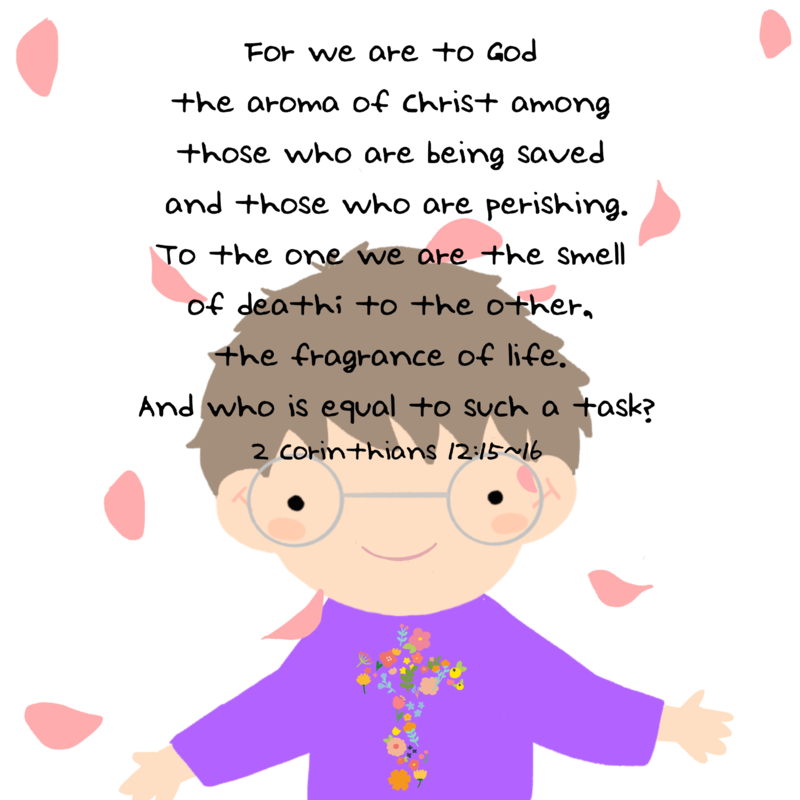 For we are to God
the aroma of Christ among
those who are being saved
and those who are perishing.
To the one we are the smell
of deathi to the other,
the fragrance of life.
And who is equal to such a task?
2 Corinthians 12:15~16